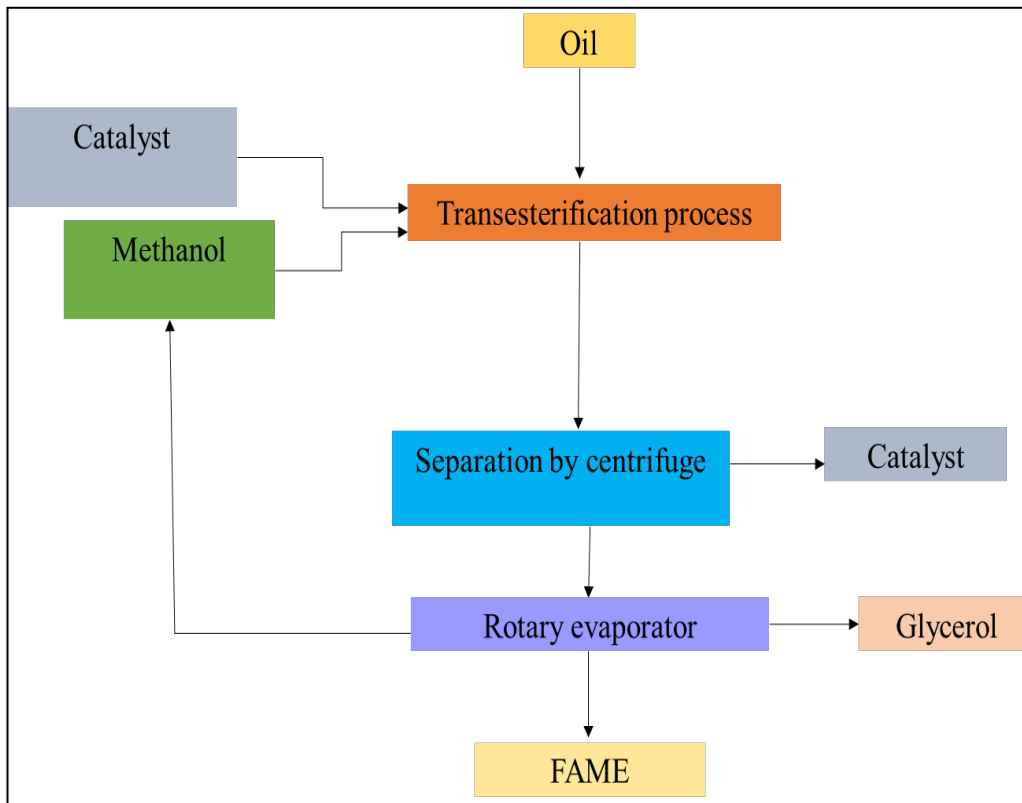 Oil
Catalyst
Transesterification process
Methanol
Separation by centrifuge
Catalyst
Rotary evaporator
Glycerol
FAME